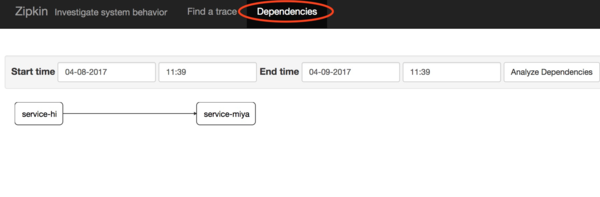 Zipkin Investigate system behavior Find a trace Dependencies
Start time 04-08-2017 11:39 End time 04-09-2017 11:39 Analyze Dependencies
service-hi service-miya